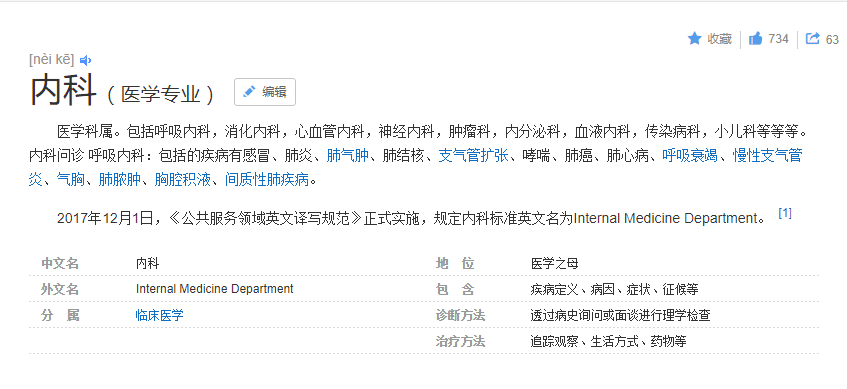 收藏 734 63
[nèi kē]
内科（医学专业） 编辑
医学科属。包括呼吸内科，消化内科，心血管内科，神经内科，肿瘤科，内分泌科，血液内科，传染病科，小儿科等等等。
内科问诊 呼吸内科：包括的疾病有感冒、肺炎、肺气肿、肺结核、支气管扩张、哮喘、肺癌、肺心病、呼吸衰竭、慢性支气管
炎、气胸、肺脓肿、胸腔积液、间质性肺疾病。
2017年12月1日，《公共服务领域英文译写规范》正式实施，规定内科标准英文名为Internal Medicine Department。 [1]
中文名 内科 地 位 医学之母
外文名 Internal Medicine Department 包 含 疾病定义、病因、症状、征候等
分 属 临床医学 诊断方法 透过病史询问或面谈进行理学检查
治疗方法 追踪观察、生活方式、药物等